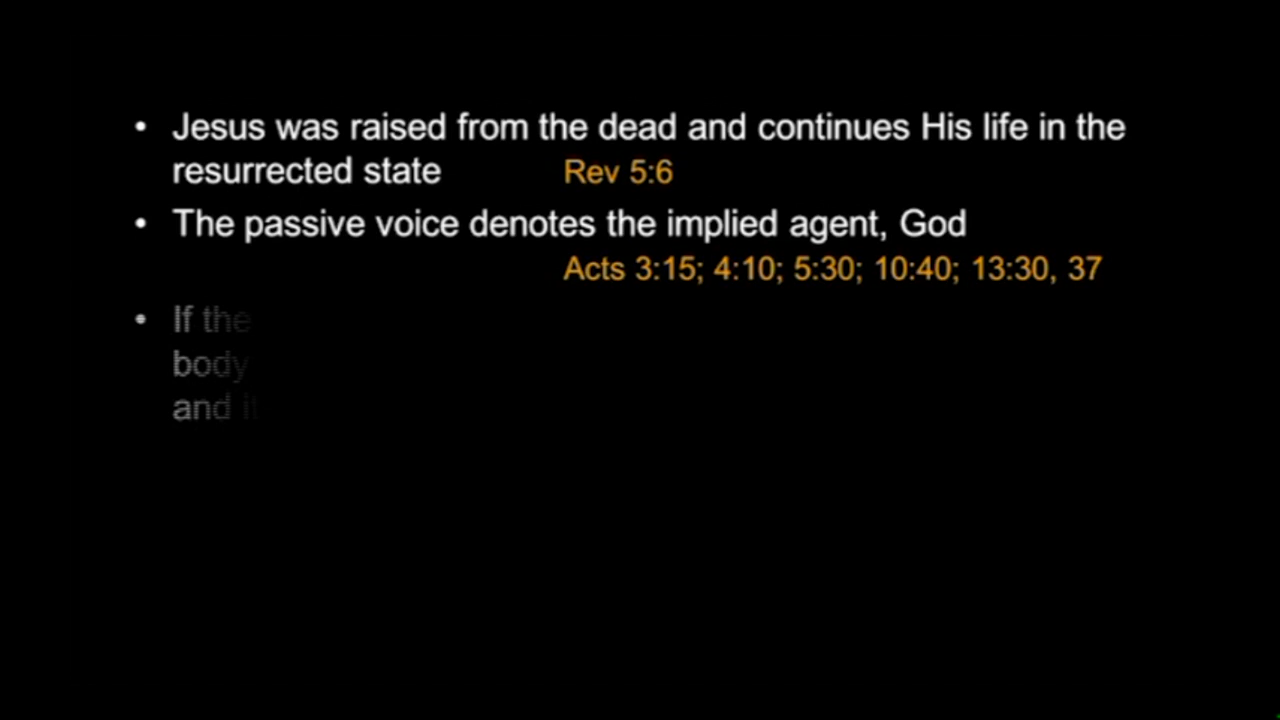 • Jesus was raised from the dead and continues His life in the
resurrected state Rev 5:6
• The passive voice denotes the implied agent, God
Acts 3:15; 4:10; 5:30; 10:40; 13:30, 37
• If the
body
and it